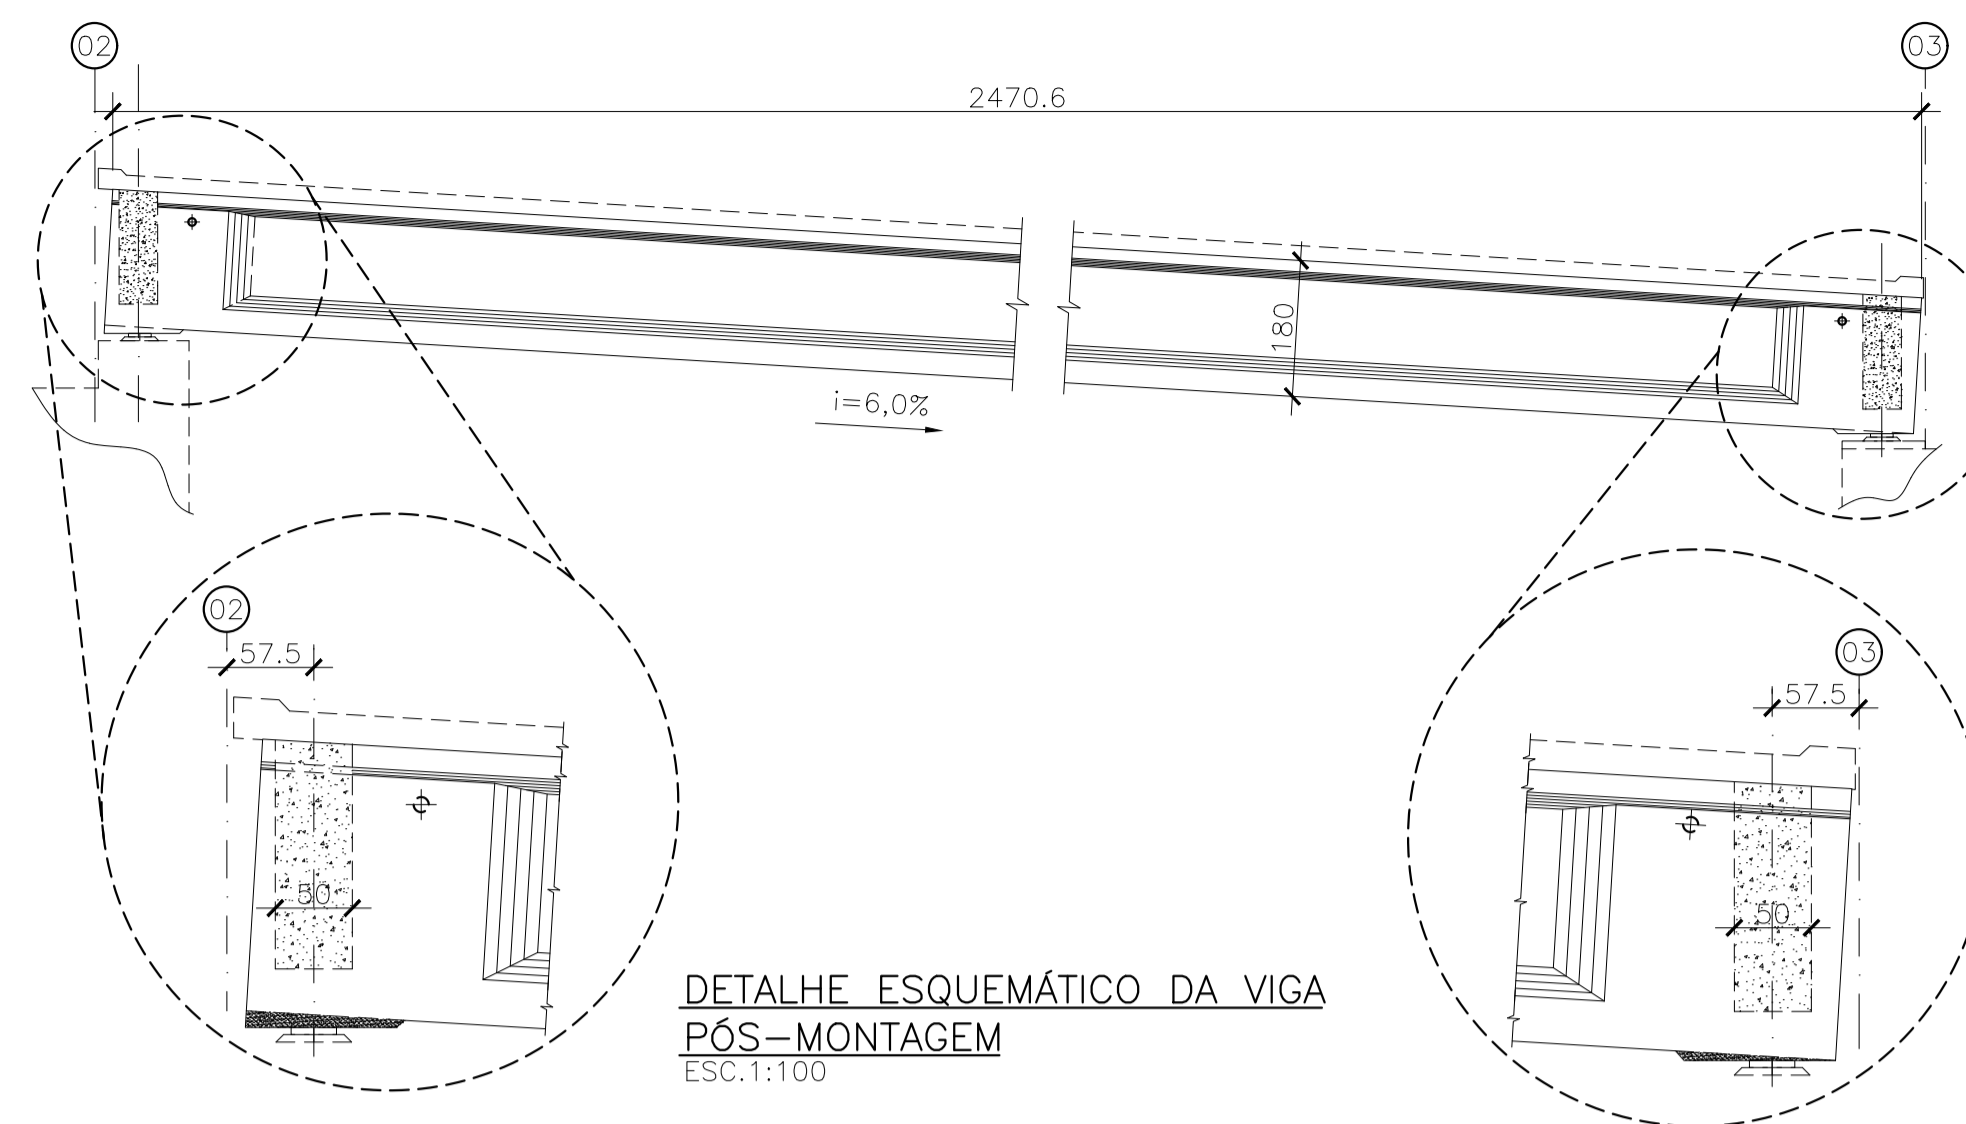 02
03
2470.6
180
i=6,0%
02
57.5
03
57.5
50
50
DETALHE ESQUEMÁTICO DA VIGA
PÓS-MONTAGEM
ESC.1:100